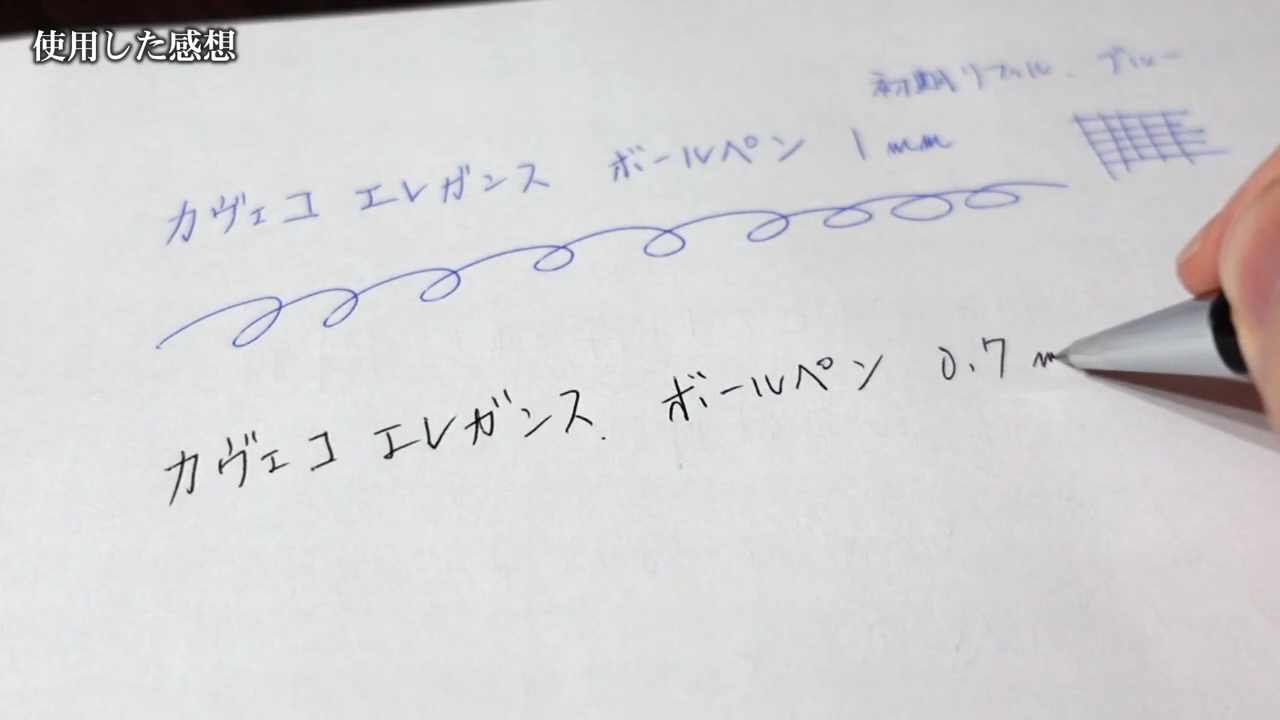 使用した感想
初期リフィル. ブルー
カヴェコ エレガンス ボールペン 1mm
カヴェコ エレガンス. ボールペン 0.7 m